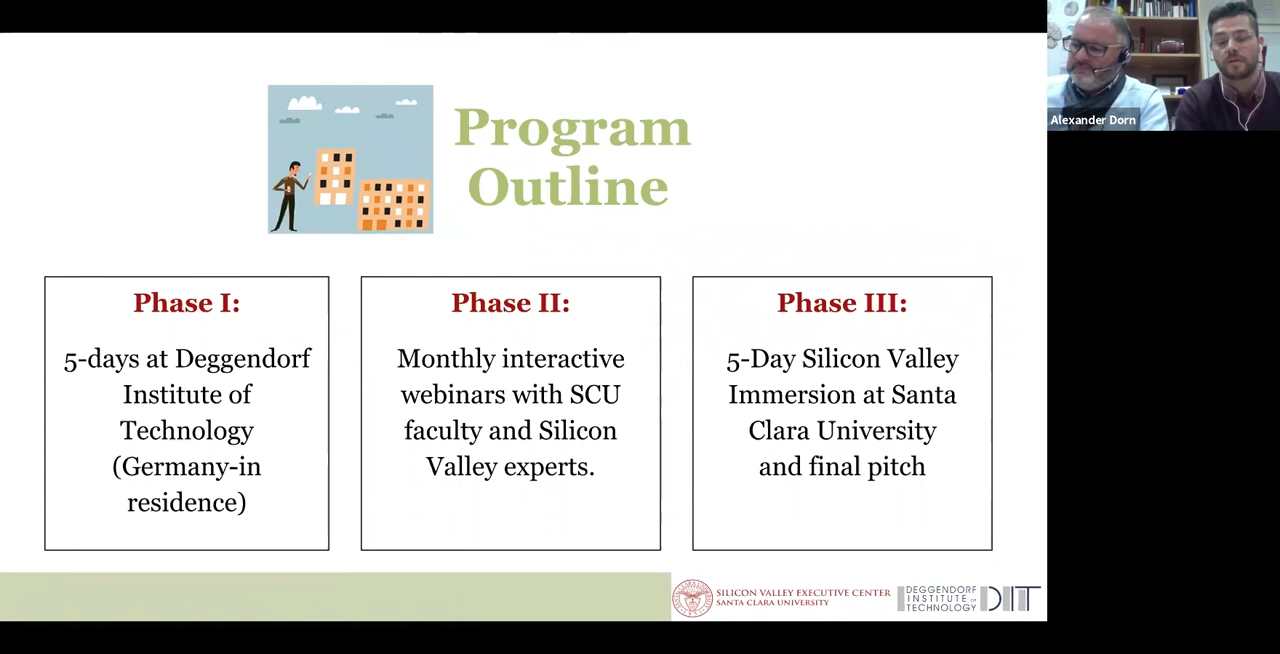 Program
Outline
Phase I:
5-days at Deggendorf
Institute of
Technology
(Germany-in
residence)
Phase II:
Monthly interactive
webinars with SCU
faculty and Silicon
Valley experts.
Phase III:
5-Day Silicon Valley
Immersion at Santa
Clara University
and final pitch
SILICON VALLEY EXECUTIVE CENTER
SANTA CLARA UNIVERSITY
DEGGENDORF
INSTITUTE OF
TECHNOLOGY
DIT
Alexander Dorn